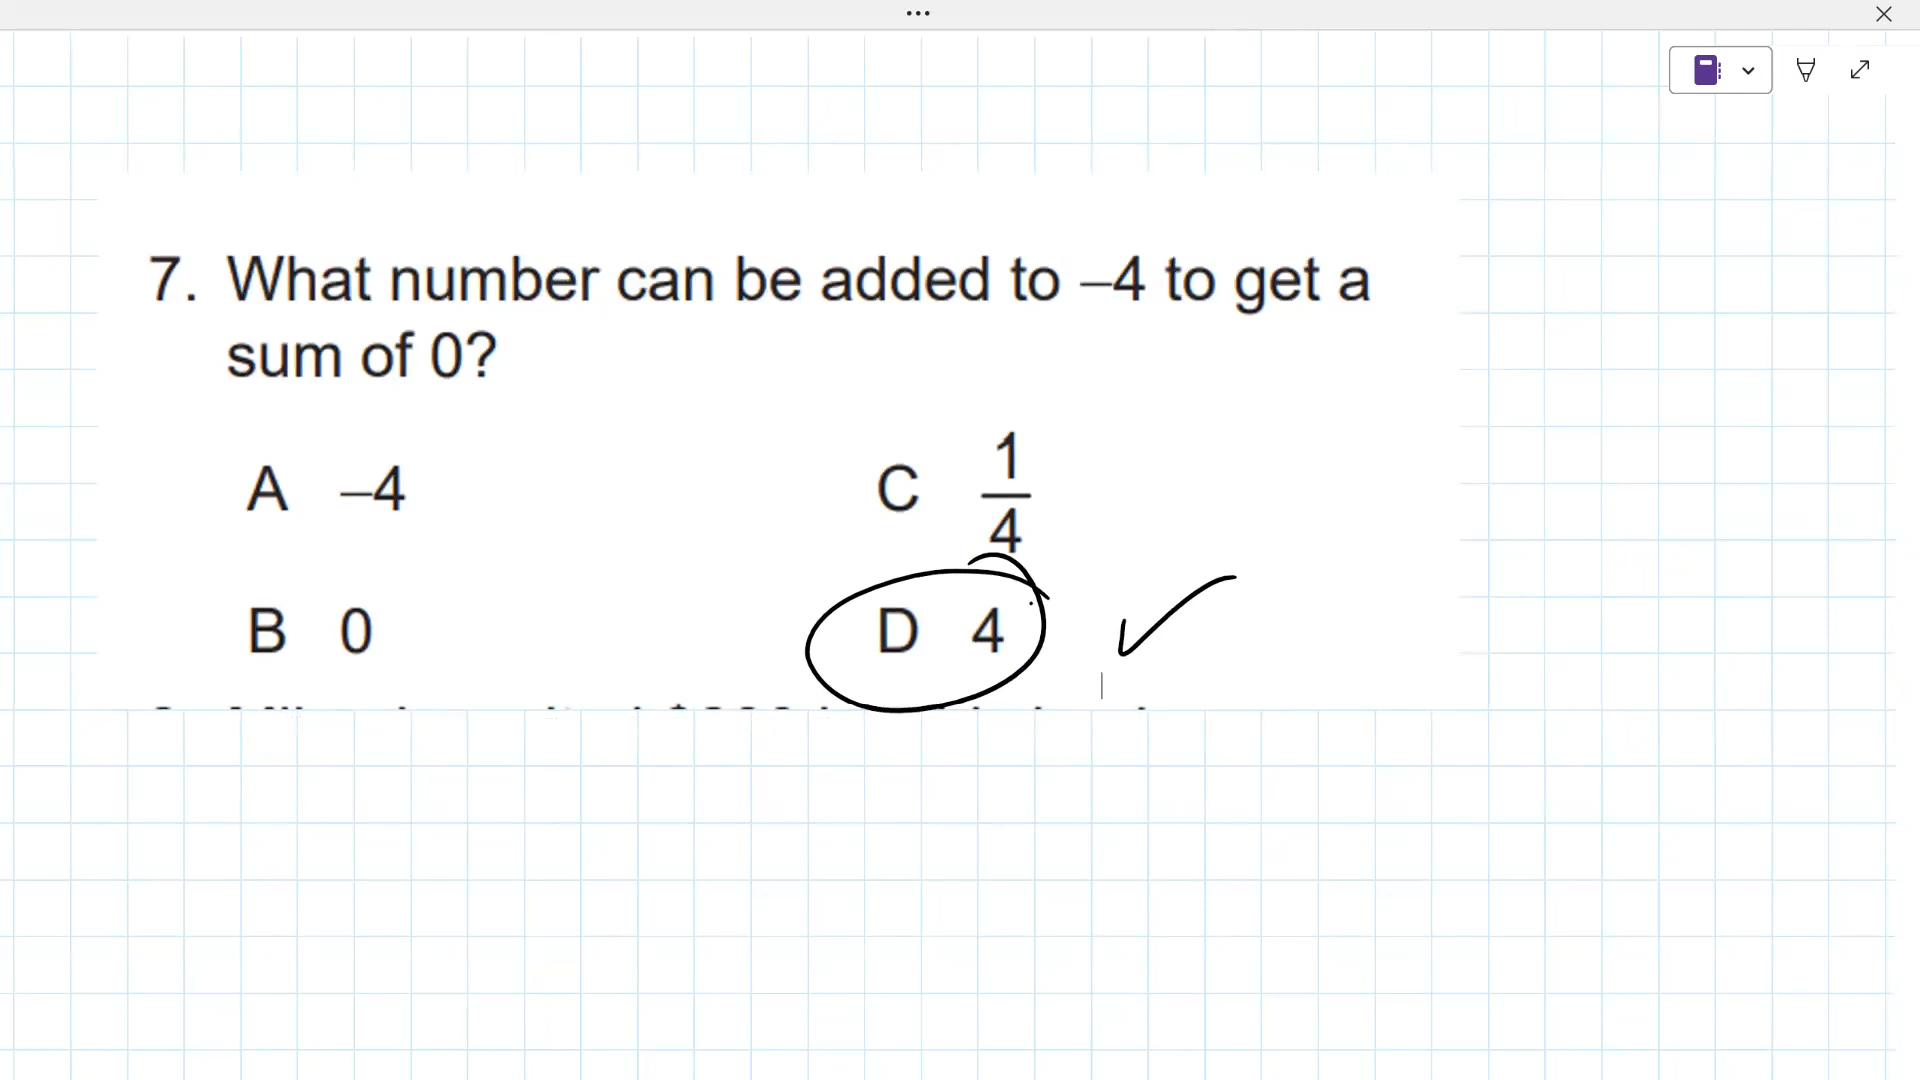 7. What number can be added to –4 to get a
sum of 0?
A –4
C 1/4
B 0
D 4